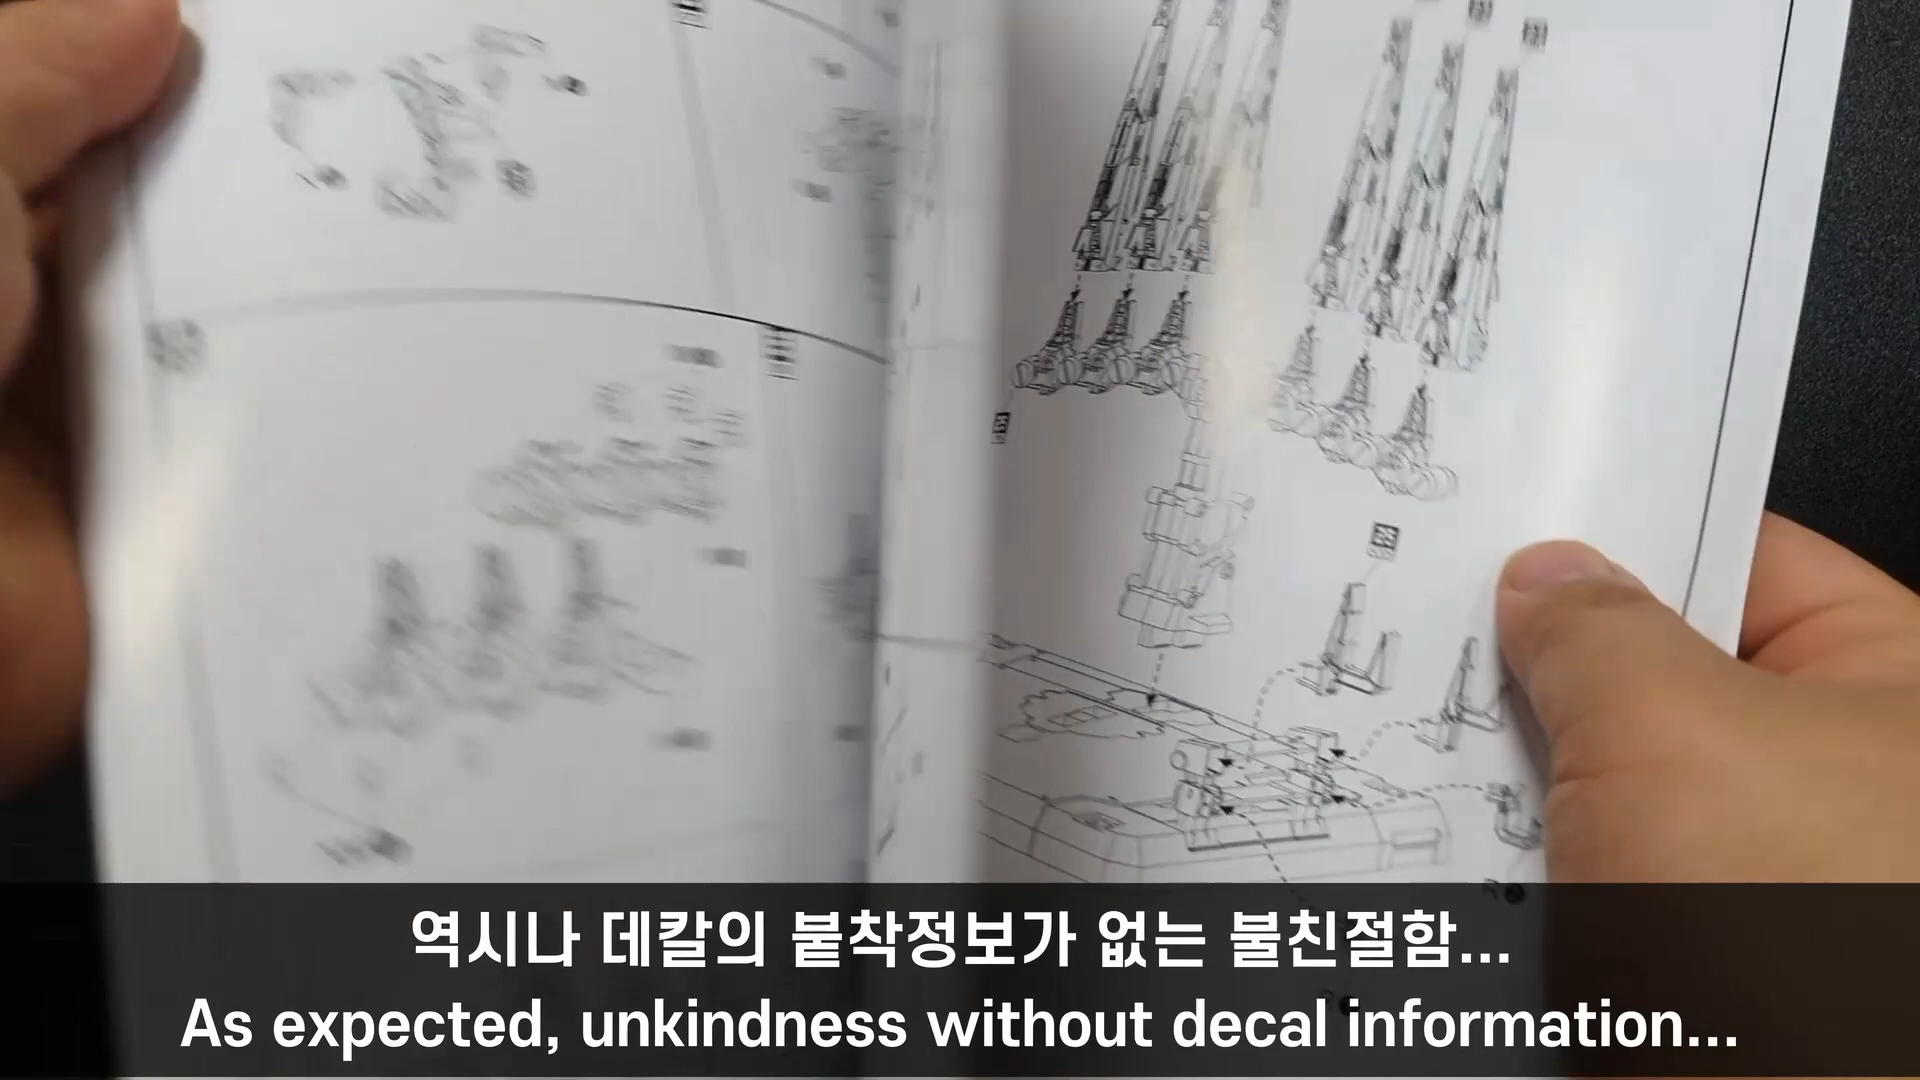 역시나 데칼의 붙착정보가 없는 불친절함...
As expected, unkindness without decal information...